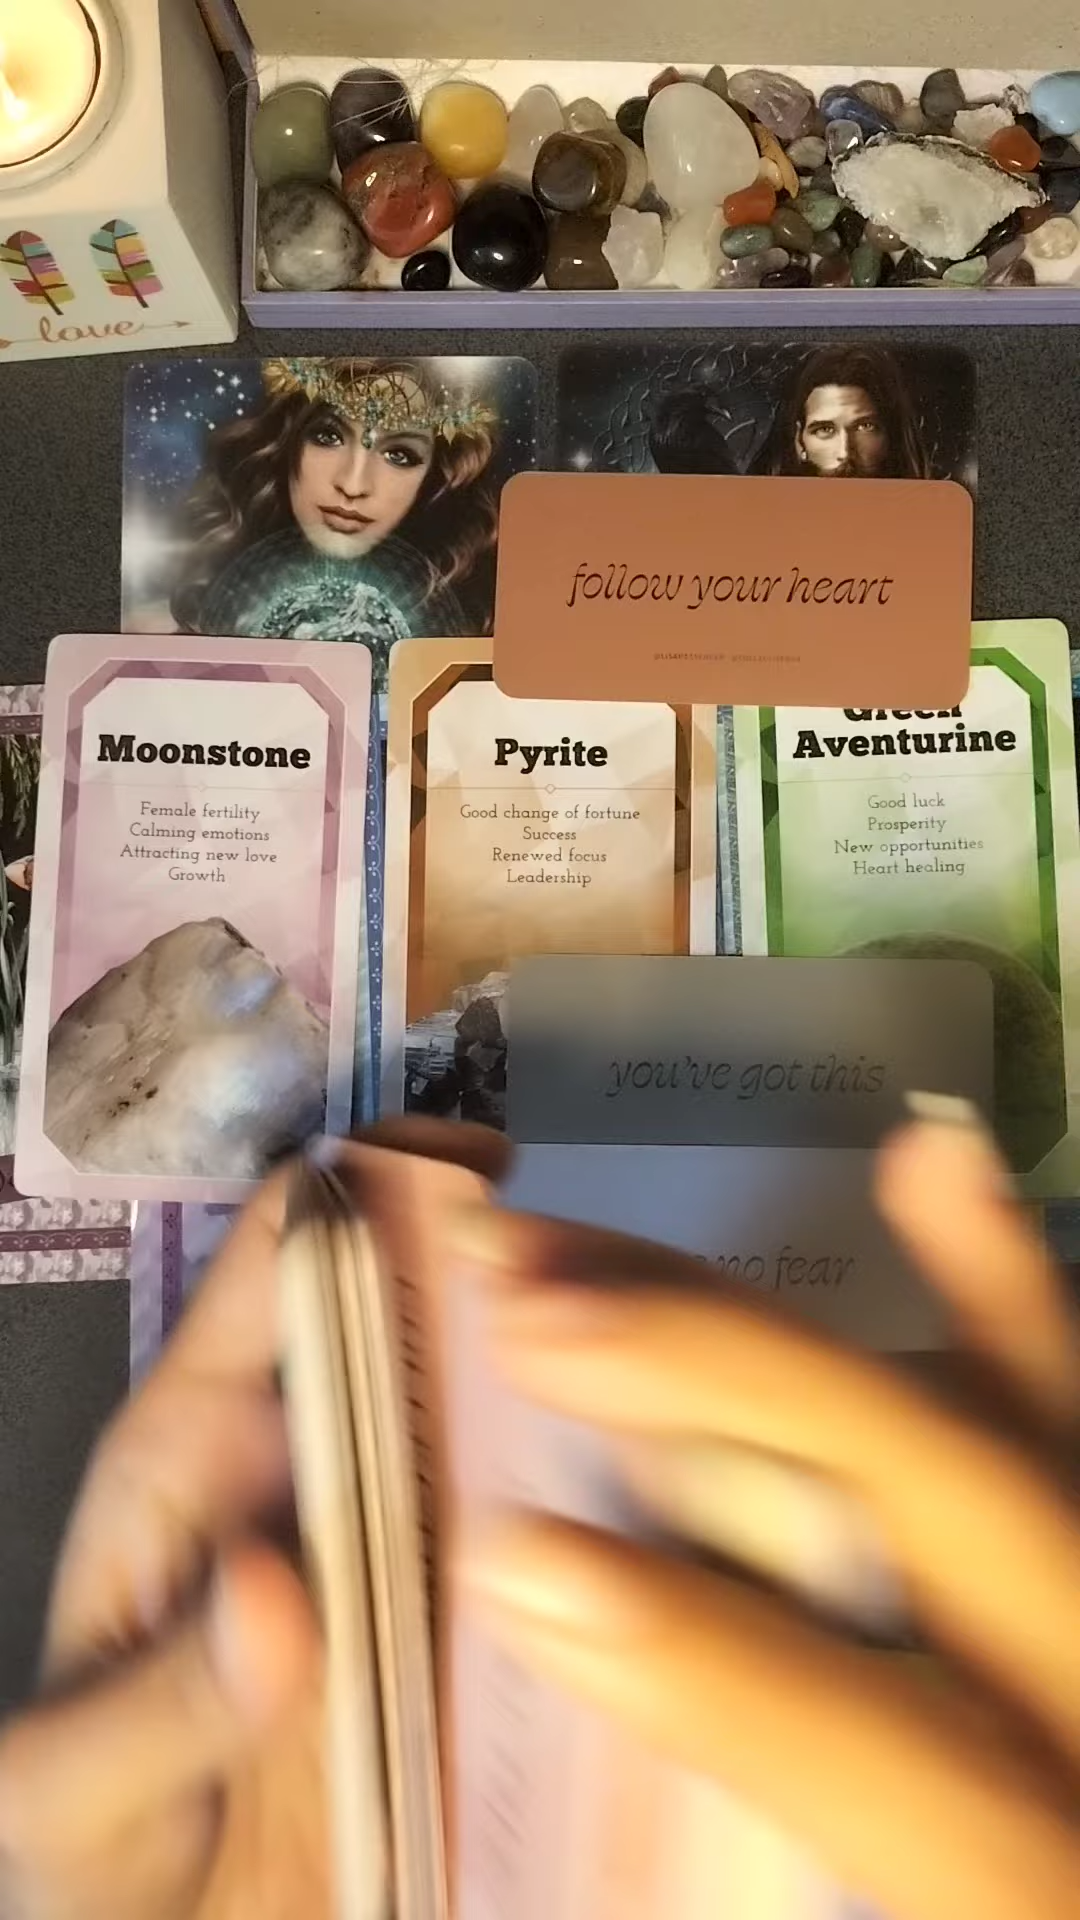 love
follow your heart
Moonstone
Female fertility
Calming emotions
Attracting new love
Growth
Pyrite
Good change of fortune
Success
Renewed focus
Leadership
Green
Aventurine
Good luck
Prosperity
New opportunities
Heart healing
you've got this
no fear